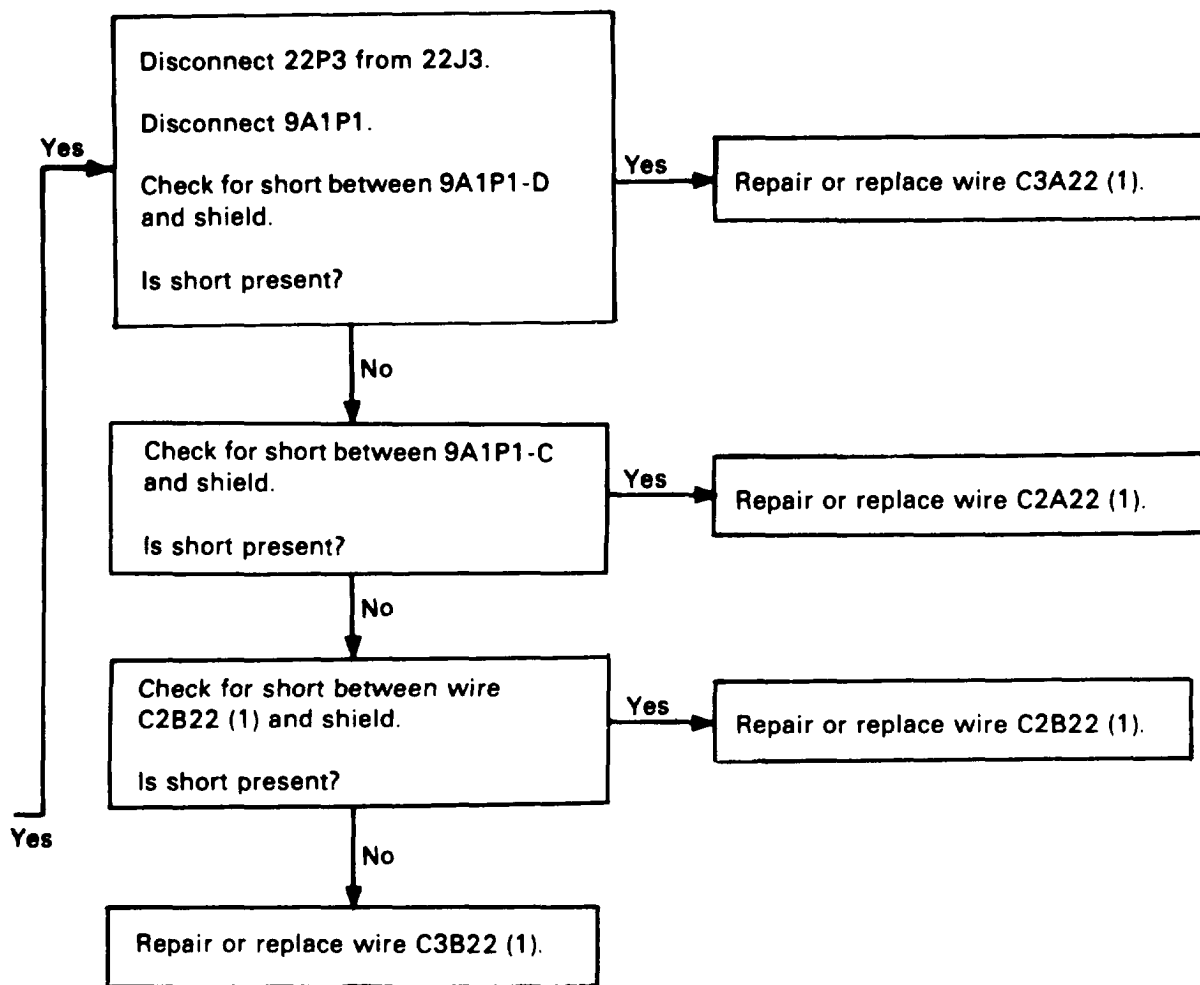 Disconnect 22P3 from 22J3.
Disconnect 9A1P1.
Yes
Check for short between 9A1P1-D
and shield.
Is short present?
Yes
Repair or replace wire C3A22 (1).
No
Check for short between 9A1P1-C
and shield.
Is short present?
Yes
Repair or replace wire C2A22 (1).
No
Check for short between wire
C2B22 (1) and shield.
Is short present?
Yes
Repair or replace wire C2B22 (1).
Yes
No
Repair or replace wire C3B22 (1).